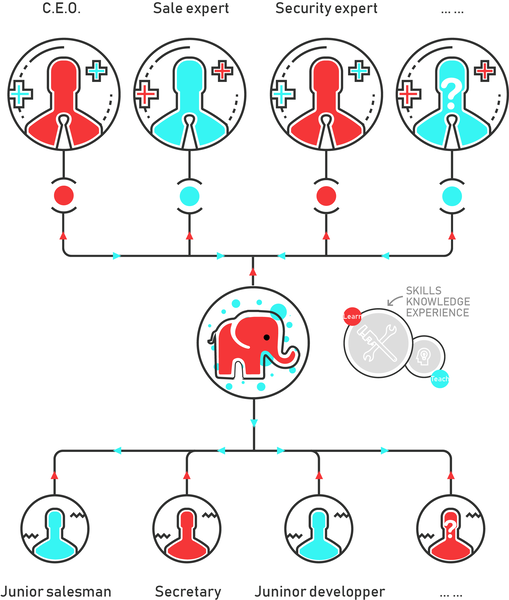 C.E.O.
Sale expert
Security expert
... ...
?
SKILLS
KNOWLEDGE
EXPERIENCE
Learn
Teach
?
Junior salesman
Secretary
Juninor developper
... ...